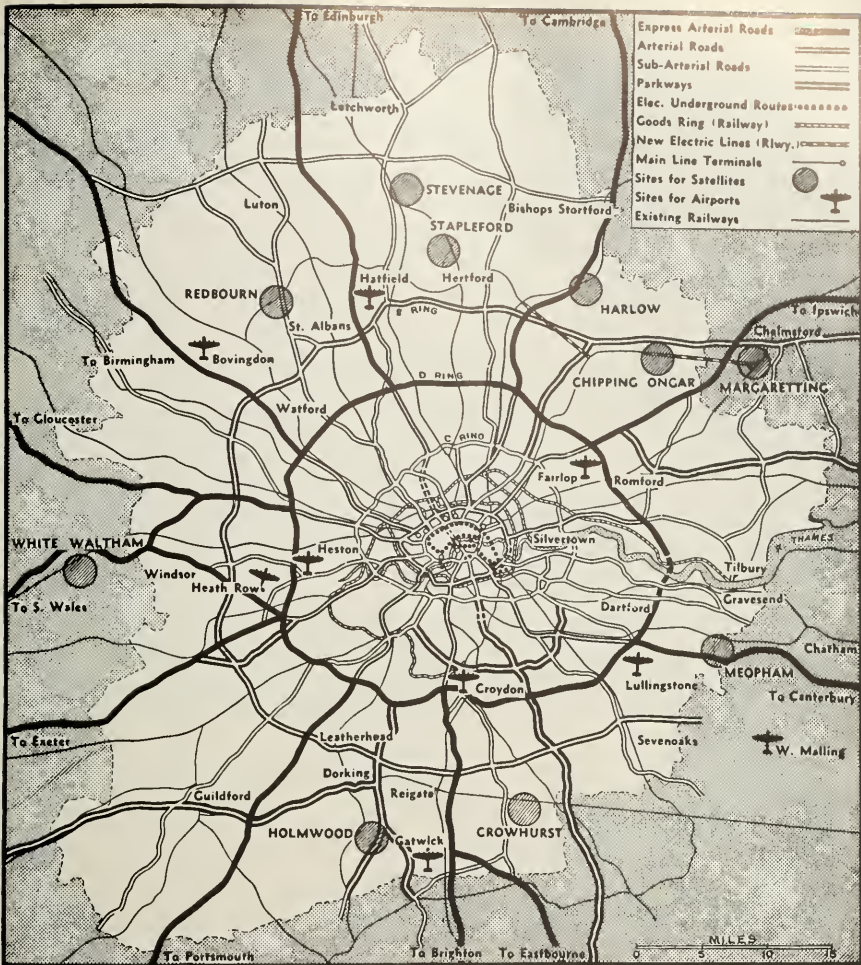 To Edinburgh
To Cambridge
Express Arterial Roads
Arterial Roads
Sub-Arterial Roads
Parkways
Elec. Underground Routes
Goods Ring (Railway)
New Electric Lines (Rlwy.)
Main Line Terminals
Sites for Satellites
Sites for Airports
Existing Railways
Letchworth
STEVENAGE
Luton
Bishops Stortford
STAPLEFORD
Hatfield
Hertford
REDBOURN
HARLOW
E RING
To Ipswich
St. Albans
Chelmsford
Bovingdon
To Birmingham
CHIPPING ONGAR
MARGARETTING
D RING
Watford
To Gloucester
C RING
Fairlop
Romford
WHITE WALTHAM
Heston
Silvertown
R. THAMES
Windsor
Tilbury
Heath Row
Gravesend
To S. Wales
Dartford
Chatham
MEOPHAM
Lullingstone
Croydon
To Canterbury
To Exeter
Leatherhead
Sevenoaks
W. Malling
Dorking
Guildford
Reigate
HOLMWOOD
Gatwick
CROWHURST
To Portsmouth
To Brighton
To Eastbourne
MILES
0 5 10 15